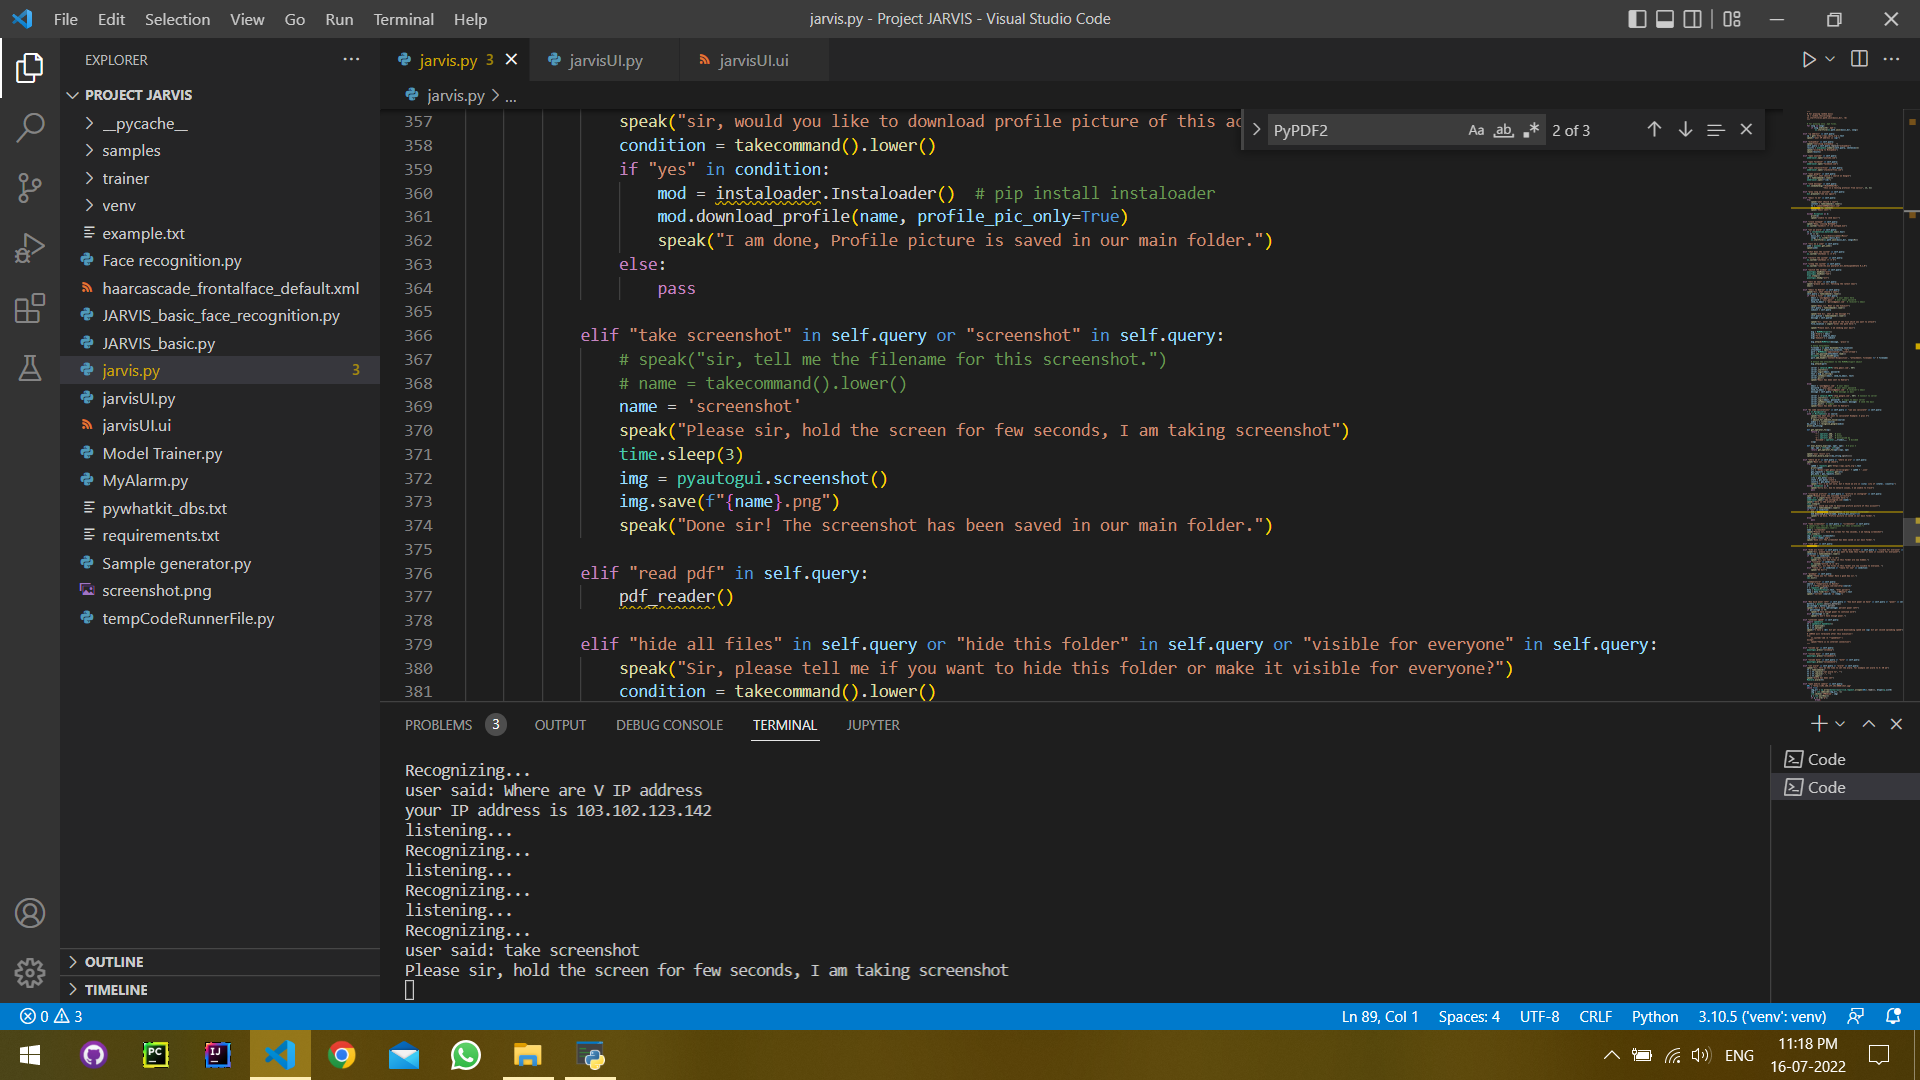 File Edit Selection View Go Run Terminal Help
jarvis.py - Project JARVIS - Visual Studio Code
EXPLORER
PROJECT JARVIS
__pycache__
samples
trainer
venv
example.txt
Face recognition.py
haarcascade_frontalface_default.xml
JARVIS_basic_face_recognition.py
JARVIS_basic.py
jarvis.py 3
jarvisUI.py
jarvisUI.ui
Model Trainer.py
MyAlarm.py
pywhatkit_dbs.txt
requirements.txt
Sample generator.py
screenshot.png
tempCodeRunnerFile.py
OUTLINE
TIMELINE
jarvis.py 3 jarvisUI.py jarvisUI.ui
jarvis.py > ...
PyPDF2 Aa ab 2 of 3
357 speak("sir, would you like to download profile picture of this ac
358 condition = takecommand().lower()
359 if "yes" in condition:
360 mod = instaloader.Instaloader()  # pip install instaloader
361 mod.download_profile(name, profile_pic_only=True)
362 speak("I am done, Profile picture is saved in our main folder.")
363 else:
364 pass
365
366 elif "take screenshot" in self.query or "screenshot" in self.query:
367 # speak("sir, tell me the filename for this screenshot.")
368 # name = takecommand().lower()
369 name = 'screenshot'
370 speak("Please sir, hold the screen for few seconds, I am taking screenshot")
371 time.sleep(3)
372 img = pyautogui.screenshot()
373 img.save(f"{name}.png")
374 speak("Done sir! The screenshot has been saved in our main folder.")
375
376 elif "read pdf" in self.query:
377 pdf_reader()
378
379 elif "hide all files" in self.query or "hide this folder" in self.query or "visible for everyone" in self.query:
380 speak("Sir, please tell me if you want to hide this folder or make it visible for everyone?")
381 condition = takecommand().lower()
PROBLEMS 3 OUTPUT DEBUG CONSOLE TERMINAL JUPYTER
Recognizing...
user said: Where are V IP address
your IP address is 103.102.123.142
listening...
Recognizing...
listening...
Recognizing...
listening...
Recognizing...
user said: take screenshot
Please sir, hold the screen for few seconds, I am taking screenshot
Code
Code
0 3
Ln 89, Col 1 Spaces: 4 UTF-8 CRLF Python 3.10.5 ('venv': venv)
PC IJ
ENG
11:18 PM
16-07-2022